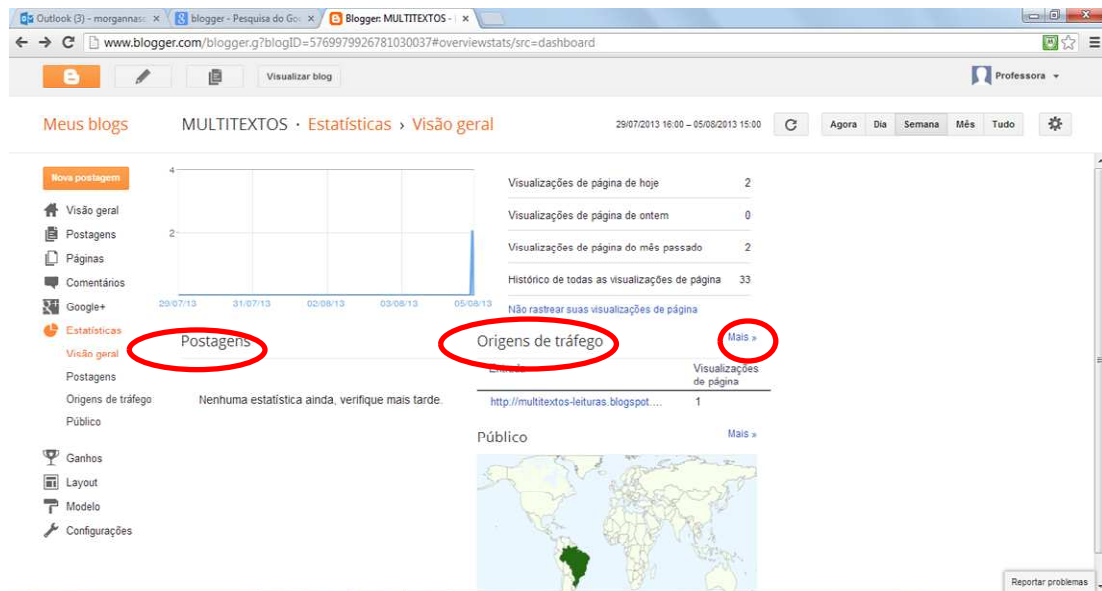 Outlook (3) - morgannas
blogger - Pesquisa do Goo
Blogger: MULTITEXTOS -
www.blogger.com/blogger.g?blogID=5769979926781030037#overviewstats/src=dashboard
Visualizar blog
Professora
Meus blogs
MULTITEXTOS · Estatísticas › Visão geral
29/07/2013 16:00 – 05/08/2013 15:00
Agora Dia Semana Mês Tudo
Nova postagem
Visão geral
Postagens
Páginas
Comentários
Google+
Estatísticas
Visão geral
Postagens
Origens de tráfego
Público
Ganhos
Layout
Modelo
Configurações
4
2
29/07/13 31/07/13 02/08/13 03/08/13 05/08/13
Visualizações de página de hoje 2
Visualizações de página de ontem 0
Visualizações de página do mês passado 2
Histórico de todas as visualizações de página 33
Não rastrear suas visualizações de página
Postagens
Nenhuma estatística ainda, verifique mais tarde.
Origens de tráfego
Mais »
Entrada
Visualizações
de página
http://multitextos-leituras.blogspot.... 1
Público
Mais »
Reportar problemas